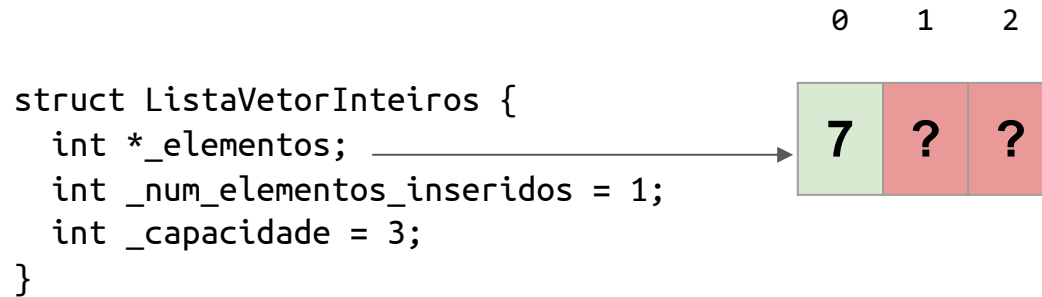 0 1 2
struct ListaVetorInteiros {
int *_elementos;
7 ? ?
int _num_elementos_inseridos = 1;
int _capacidade = 3;
}